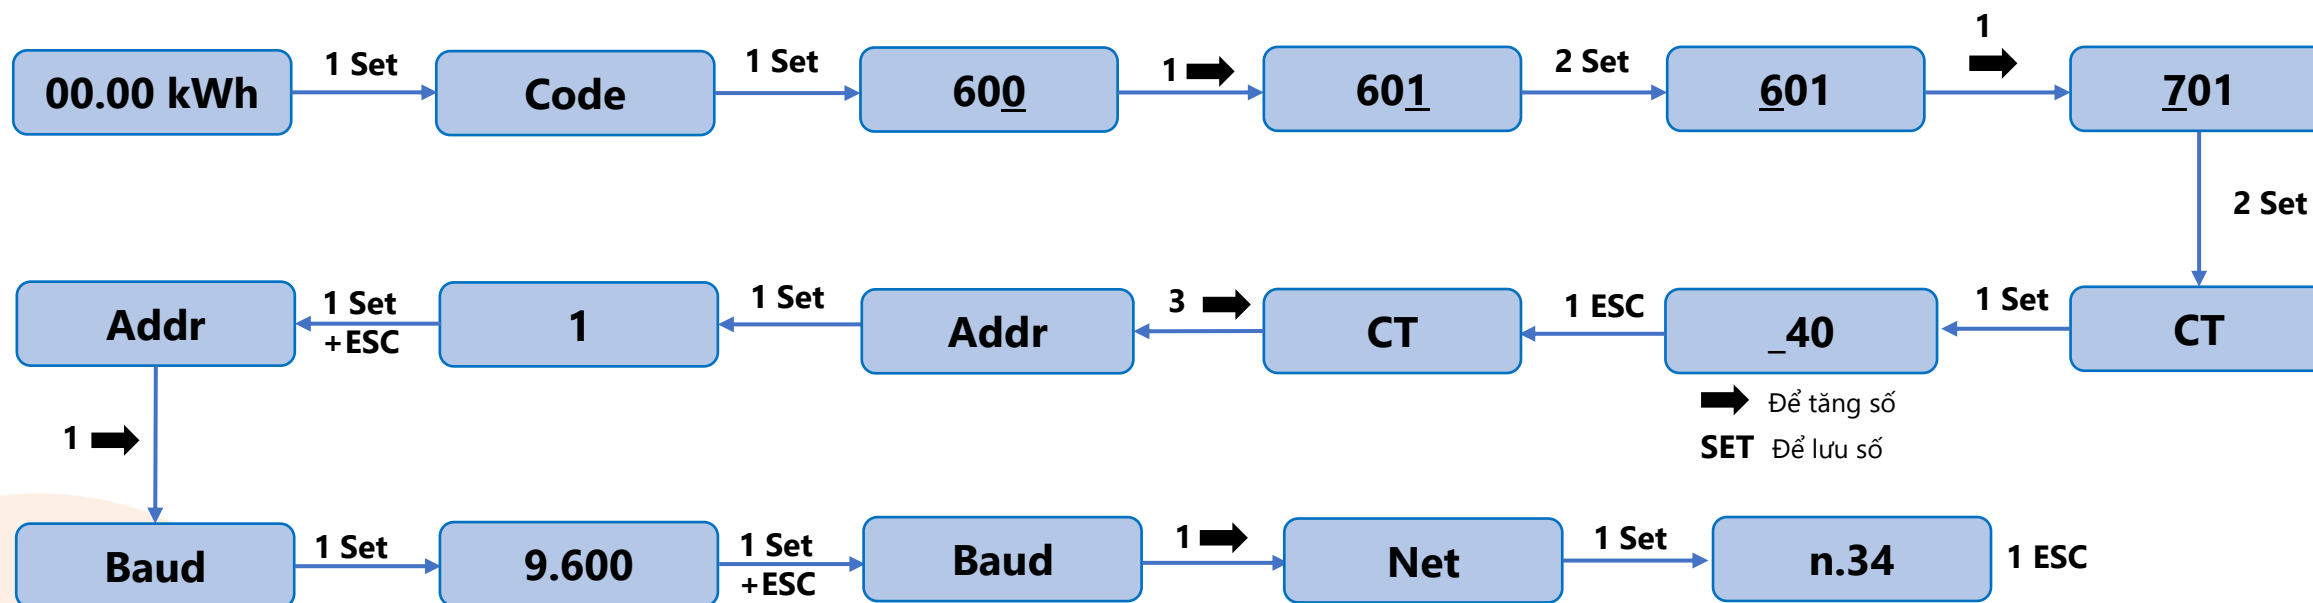 00.00 kWh
1 Set
Code
1 Set
600
1
601
2 Set
601
1
701
2 Set
CT
1 Set
_40
1 ESC
CT
3
Addr
1 Set
1
1 Set
+ESC
Addr
Để tăng số
SET Để lưu số
1
Baud
1 Set
9.600
1 Set
+ESC
Baud
1
Net
1 Set
n.34
1 ESC